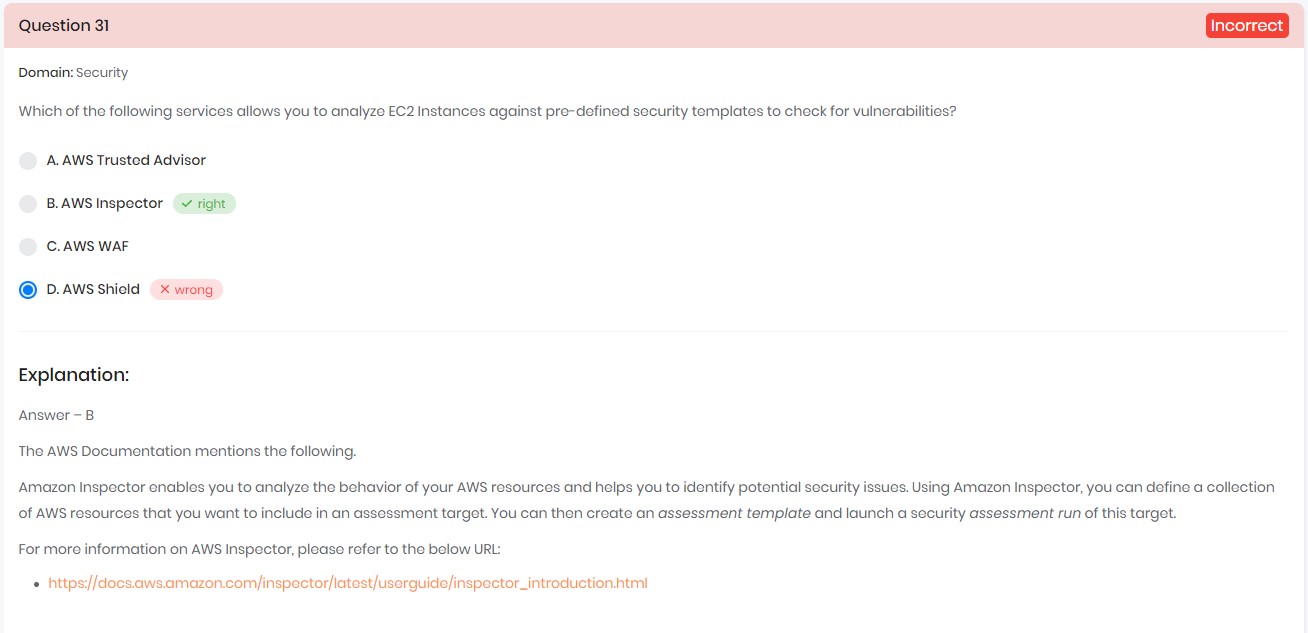 Question 31
Incorrect
Domain: Security
Which of the following services allows you to analyze EC2 Instances against pre-defined security templates to check for vulnerabilities?
A. AWS Trusted Advisor
B. AWS Inspector ✓ right
C. AWS WAF
D. AWS Shield ✕ wrong
Explanation:
Answer – B
The AWS Documentation mentions the following.
Amazon Inspector enables you to analyze the behavior of your AWS resources and helps you to identify potential security issues. Using Amazon Inspector, you can define a collection
of AWS resources that you want to include in an assessment target. You can then create an assessment template and launch a security assessment run of this target.
For more information on AWS Inspector, please refer to the below URL:
• https://docs.aws.amazon.com/inspector/latest/userguide/inspector_introduction.html